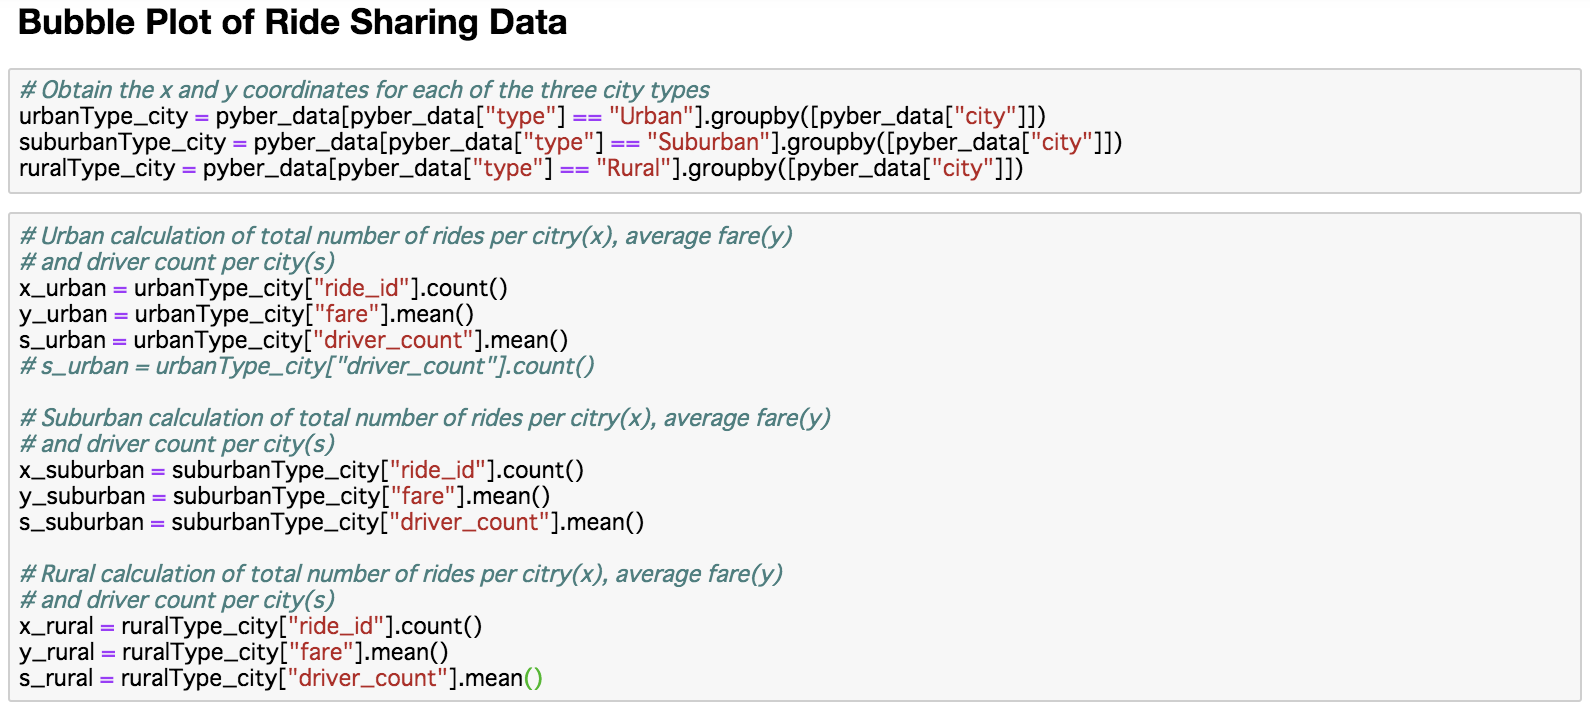 Bubble Plot of Ride Sharing Data
# Obtain the x and y coordinates for each of the three city types
urbanType_city = pyber_data[pyber_data["type"] == "Urban"].groupby([pyber_data["city"]])
suburbanType_city = pyber_data[pyber_data["type"] == "Suburban"].groupby([pyber_data["city"]])
ruralType_city = pyber_data[pyber_data["type"] == "Rural"].groupby([pyber_data["city"]])
# Urban calculation of total number of rides per citry(x), average fare(y)
# and driver count per city(s)
x_urban = urbanType_city["ride_id"].count()
y_urban = urbanType_city["fare"].mean()
s_urban = urbanType_city["driver_count"].mean()
# s_urban = urbanType_city["driver_count"].count()
# Suburban calculation of total number of rides per citry(x), average fare(y)
# and driver count per city(s)
x_suburban = suburbanType_city["ride_id"].count()
y_suburban = suburbanType_city["fare"].mean()
s_suburban = suburbanType_city["driver_count"].mean()
# Rural calculation of total number of rides per citry(x), average fare(y)
# and driver count per city(s)
x_rural = ruralType_city["ride_id"].count()
y_rural = ruralType_city["fare"].mean()
s_rural = ruralType_city["driver_count"].mean()